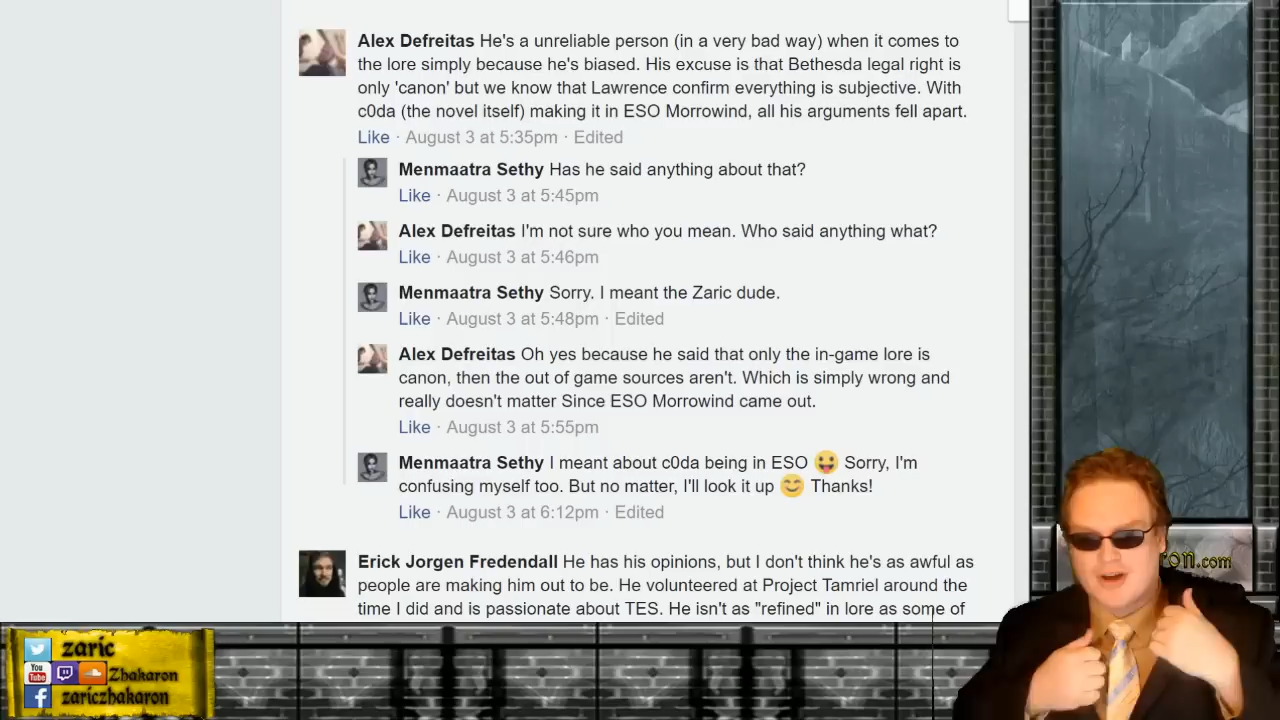 Alex Defreitas He's a unreliable person (in a very bad way) when it comes to
the lore simply because he's biased. His excuse is that Bethesda legal right is
only 'canon' but we know that Lawrence confirm everything is subjective. With
c0da (the novel itself) making it in ESO Morrowind, all his arguments fell apart.
Like · August 3 at 5:35pm · Edited
Menmaatra Sethy Has he said anything about that?
Like · August 3 at 5:45pm
Alex Defreitas I'm not sure who you mean. Who said anything what?
Like · August 3 at 5:46pm
Menmaatra Sethy Sorry. I meant the Zaric dude.
Like · August 3 at 5:48pm · Edited
Alex Defreitas Oh yes because he said that only the in-game lore is
canon, then the out of game sources aren't. Which is simply wrong and
really doesn't matter Since ESO Morrowind came out.
Like · August 3 at 5:55pm
Menmaatra Sethy I meant about c0da being in ESO 😛 Sorry, I'm
confusing myself too. But no matter, I'll look it up 😊 Thanks!
Like · August 3 at 6:12pm · Edited
Erick Jorgen Fredendall He has his opinions, but I don't think he's as awful as
people are making him out to be. He volunteered at Project Tamriel around the
time I did and is passionate about TES. He isn't as "refined" in lore as some of
ron.com
zaric
You Tube
Zhakaron
zariczhakaron